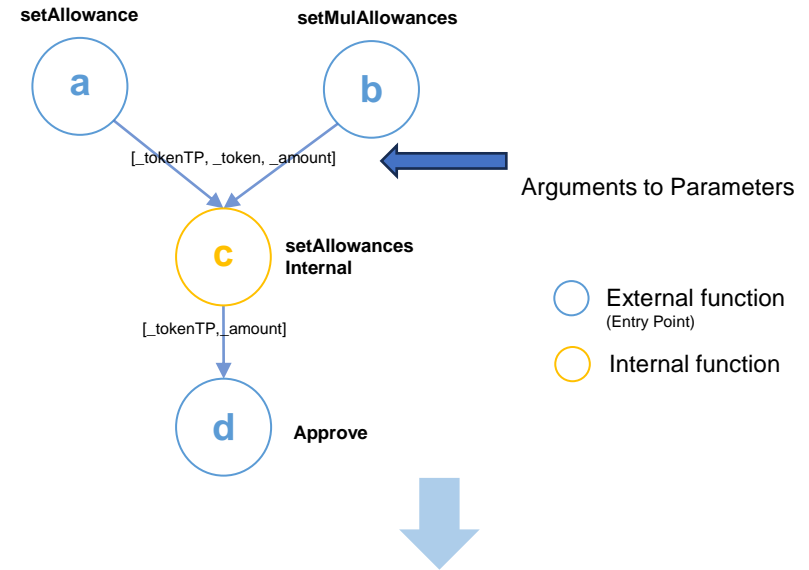 setAllowance
setMulAllowances
a
b
[_tokenTP, _token, _amount]
Arguments to Parameters
c
setAllowances
Internal
External function
(Entry Point)
[_tokenTP,_amount]
Internal function
d
Approve